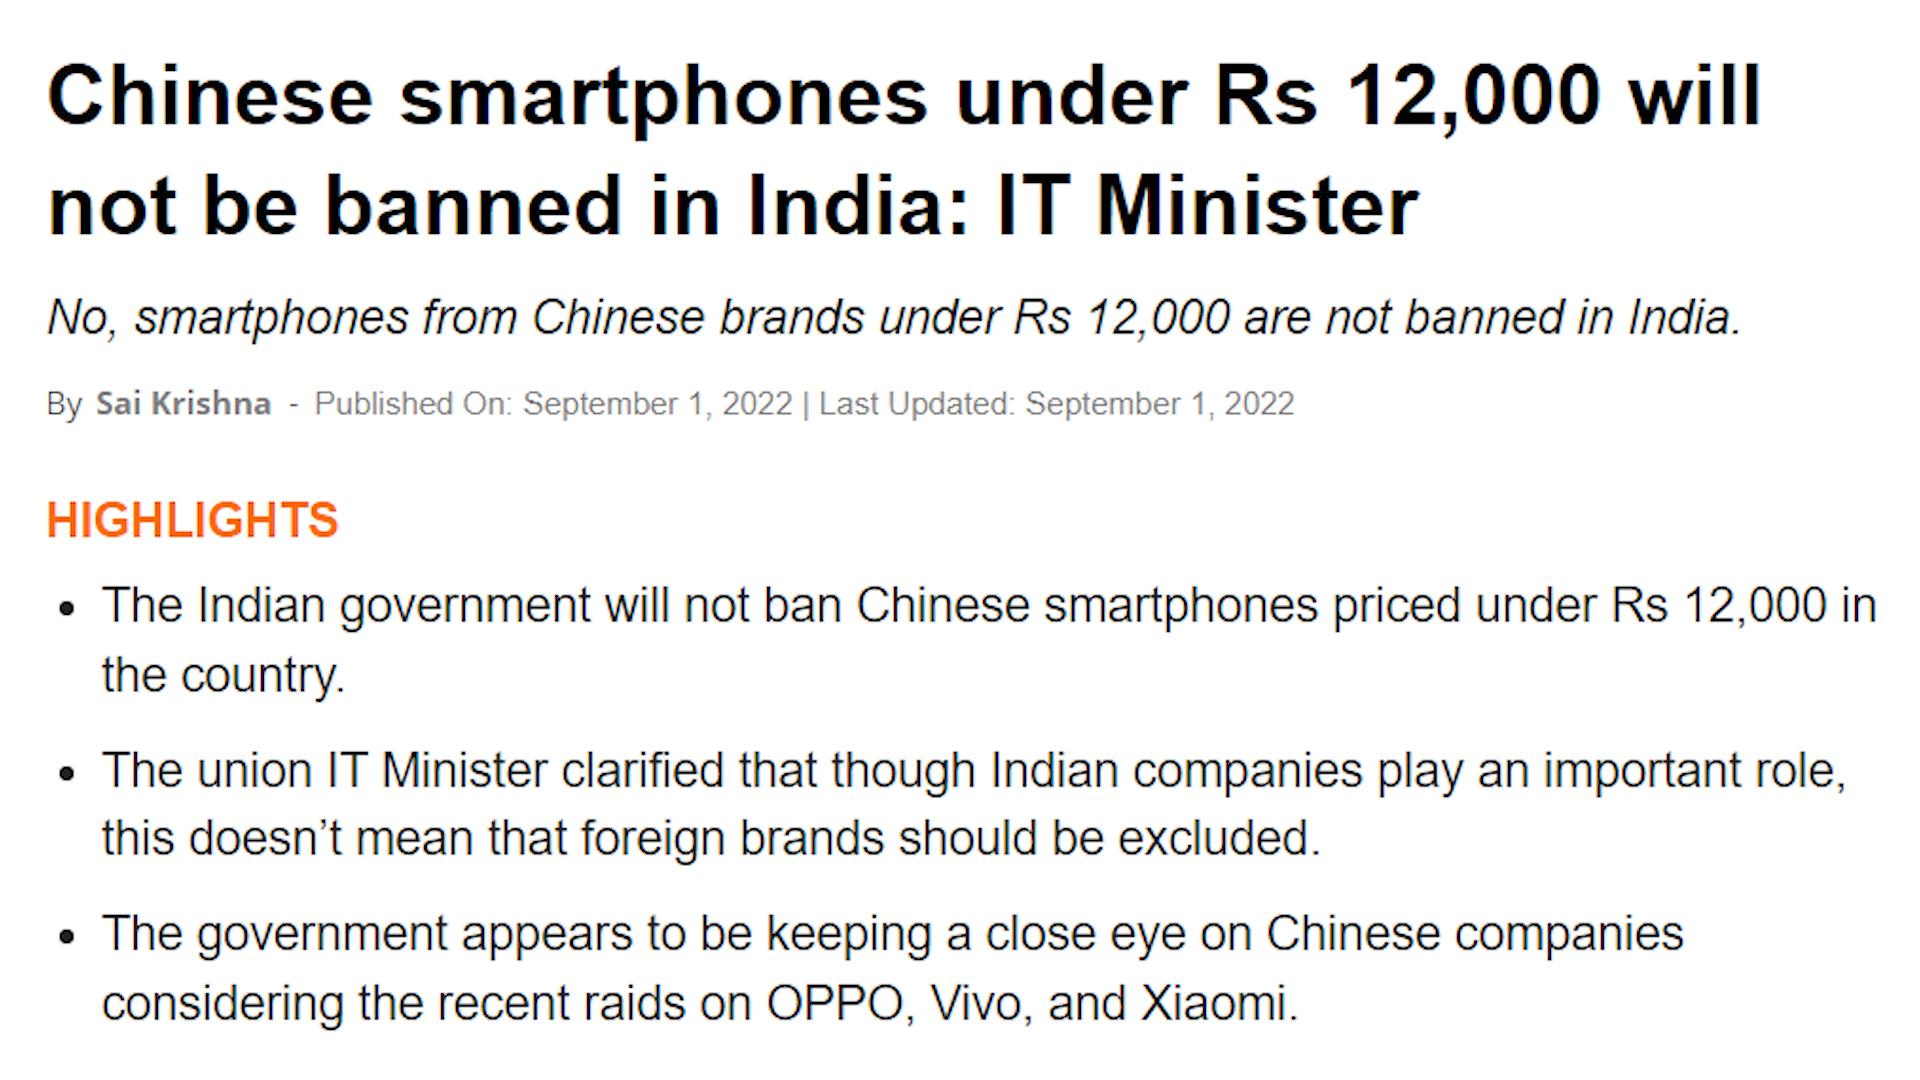 Chinese smartphones under Rs 12,000 will
not be banned in India: IT Minister
No, smartphones from Chinese brands under Rs 12,000 are not banned in India.
By Sai Krishna - Published On: September 1, 2022 | Last Updated: September 1, 2022
HIGHLIGHTS
• The Indian government will not ban Chinese smartphones priced under Rs 12,000 in
the country.
• The union IT Minister clarified that though Indian companies play an important role,
this doesn’t mean that foreign brands should be excluded.
• The government appears to be keeping a close eye on Chinese companies
considering the recent raids on OPPO, Vivo, and Xiaomi.